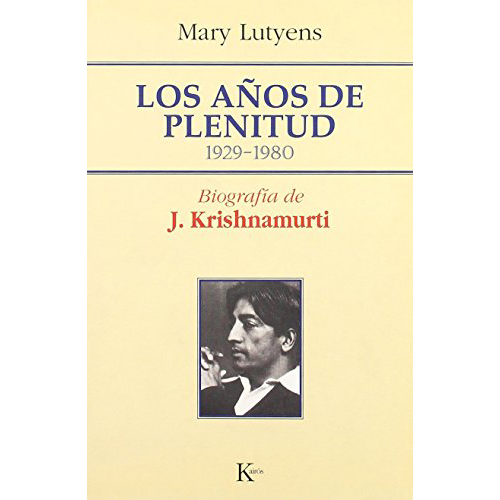 Mary Lutyens
LOS AÑOS DE
PLENITUD
1929-1980
Biografía de
J. Krishnamurti
Kairós